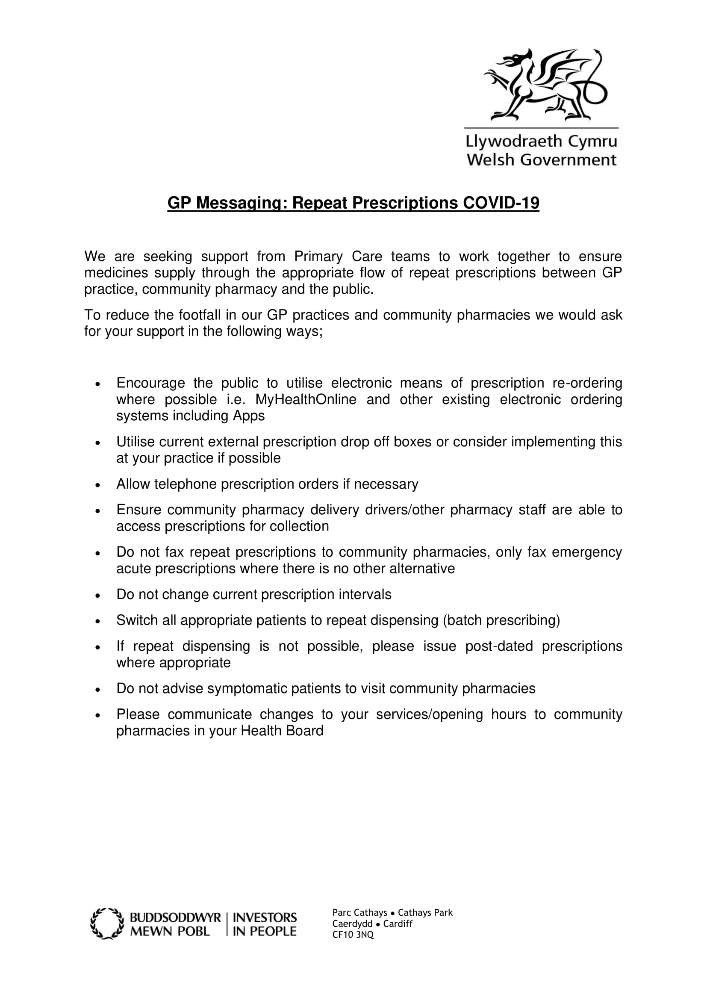 Llywodraeth Cymru
Welsh Government
GP Messaging: Repeat Prescriptions COVID-19
We are seeking support from Primary Care teams to work together to ensure
medicines supply through the appropriate flow of repeat prescriptions between GP
practice, community pharmacy and the public.
To reduce the footfall in our GP practices and community pharmacies we would ask
for your support in the following ways;
• Encourage the public to utilise electronic means of prescription re-ordering
where possible i.e. MyHealthOnline and other existing electronic ordering
systems including Apps
• Utilise current external prescription drop off boxes or consider implementing this
at your practice if possible
• Allow telephone prescription orders if necessary
• Ensure community pharmacy delivery drivers/other pharmacy staff are able to
access prescriptions for collection
• Do not fax repeat prescriptions to community pharmacies, only fax emergency
acute prescriptions where there is no other alternative
• Do not change current prescription intervals
• Switch all appropriate patients to repeat dispensing (batch prescribing)
• If repeat dispensing is not possible, please issue post-dated prescriptions
where appropriate
• Do not advise symptomatic patients to visit community pharmacies
• Please communicate changes to your services/opening hours to community
pharmacies in your Health Board
BUDDSODDWYR
MEWN POBL
INVESTORS
IN PEOPLE
Parc Cathays ● Cathays Park
Caerdydd ● Cardiff
CF10 3NQ